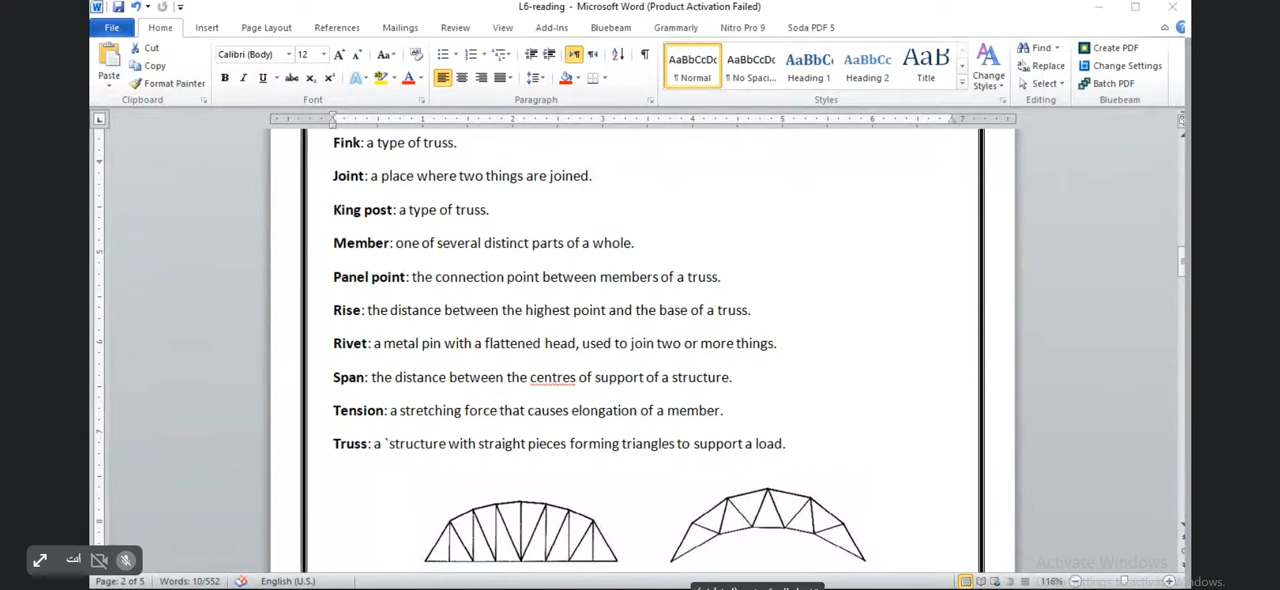 L6-reading - Microsoft Word (Product Activation Failed)
File Home Insert Page Layout References Mailings Review View Add-Ins Bluebeam Grammarly Nitro Pro 9 Soda PDF 5
Paste Cut Copy Format Painter
Calibri (Body) 12
AaBbCcDc AaBbCcDc AaBbC AaBbCc AaB
¶ Normal ¶ No Spaci... Heading 1 Heading 2 Title
Change Styles
Find Replace Select
Create PDF Change Settings Batch PDF
Clipboard Font Paragraph Styles Editing Bluebeam
1 2 3 4 5 6 7
Fink: a type of truss.
Joint: a place where two things are joined.
King post: a type of truss.
Member: one of several distinct parts of a whole.
Panel point: the connection point between members of a truss.
Rise: the distance between the highest point and the base of a truss.
Rivet: a metal pin with a flattened head, used to join two or more things.
Span: the distance between the centres of support of a structure.
Tension: a stretching force that causes elongation of a member.
Truss: a `structure with straight pieces forming triangles to support a load.
انت
Activate Windows
Page: 2 of 5 Words: 10/552 English (U.S.) 116%